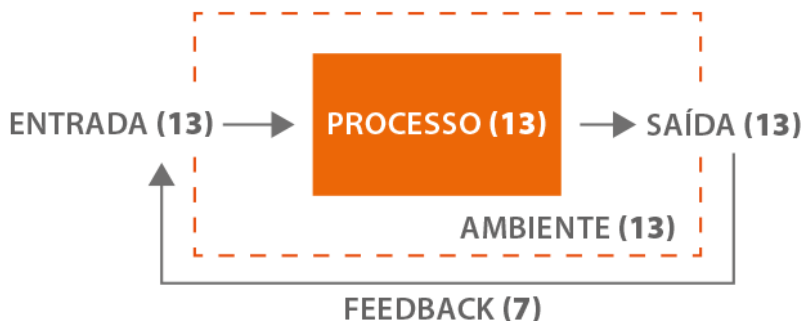 ENTRADA (13)
PROCESSO (13)
SAÍDA (13)
AMBIENTE (13)
FEEDBACK (7)